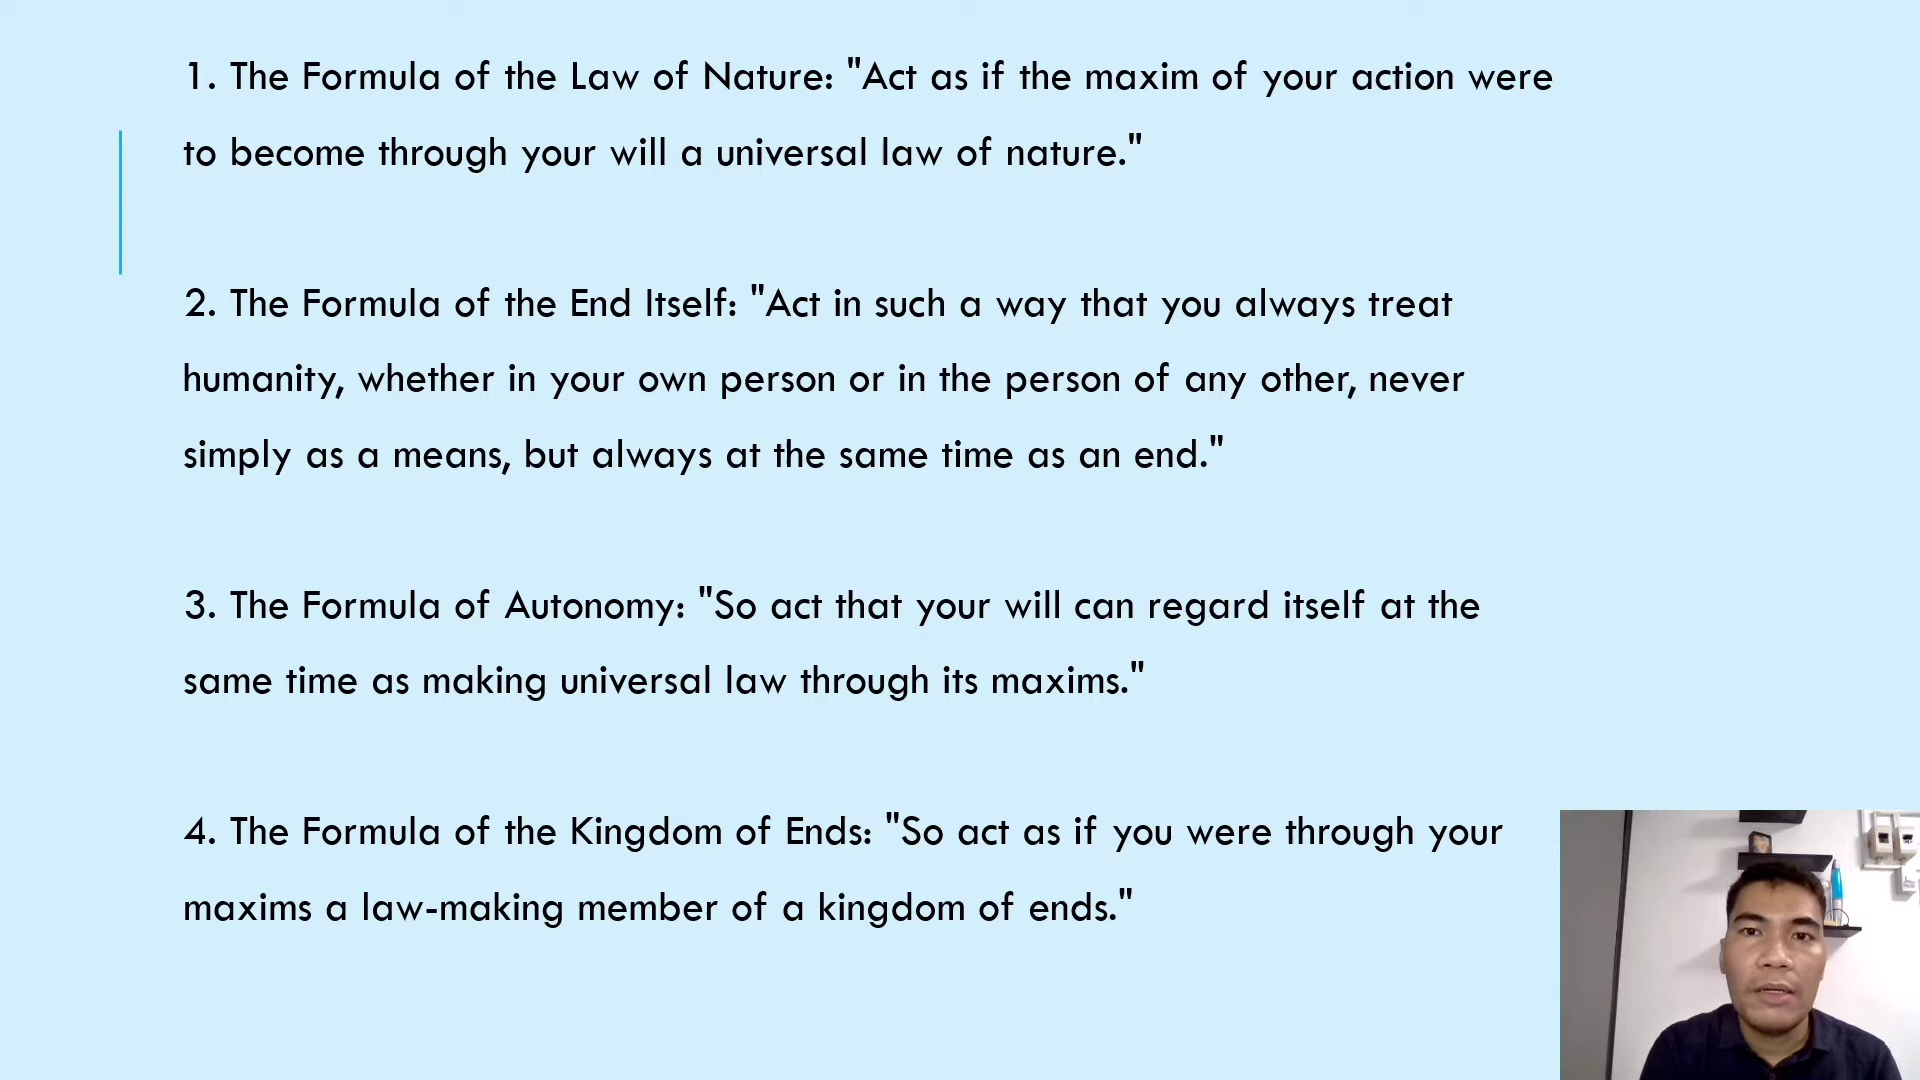 1. The Formula of the Law of Nature: "Act as if the maxim of your action were
to become through your will a universal law of nature."
2. The Formula of the End Itself: "Act in such a way that you always treat
humanity, whether in your own person or in the person of any other, never
simply as a means, but always at the same time as an end."
3. The Formula of Autonomy: "So act that your will can regard itself at the
same time as making universal law through its maxims."
4. The Formula of the Kingdom of Ends: "So act as if you were through your
maxims a law-making member of a kingdom of ends."